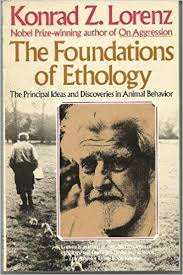 Konrad Z. Lorenz
Nobel Prize-winning author of On Aggression
The Foundations of Ethology
The Principal Ideas and Discoveries in Animal Behavior